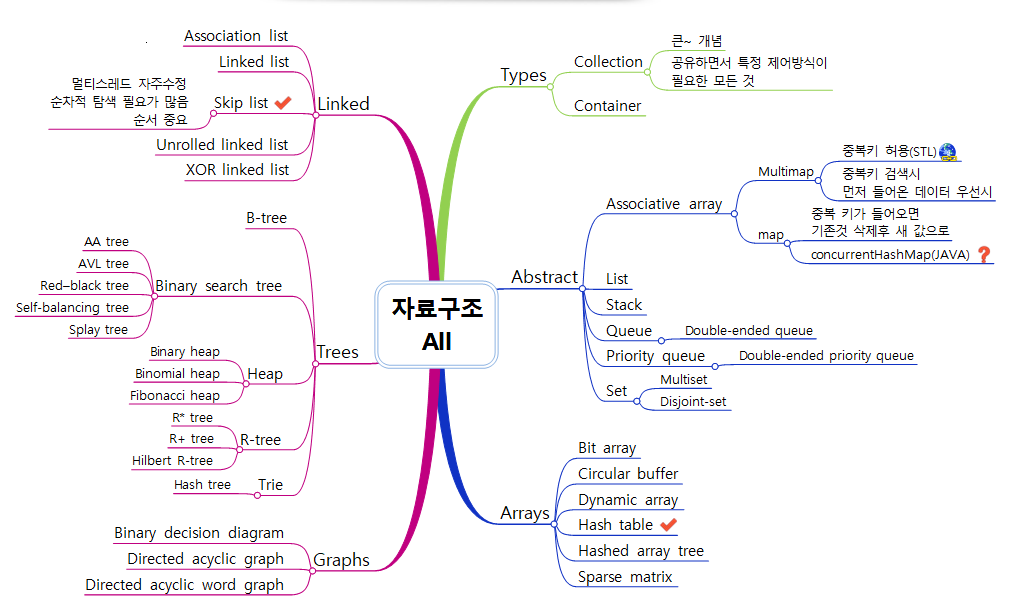 자료구조
All
Types
Collection
큰~ 개념
공유하면서 특정 제어방식이
필요한 모든 것
Container
Abstract
Associative array
Multimap
중복키 허용(STL)
중복키 검색시
먼저 들어온 데이터 우선시
map
중복 키가 들어오면
기존것 삭제후 새 값으로
concurrentHashMap(JAVA)
List
Stack
Queue
Double-ended queue
Priority queue
Double-ended priority queue
Set
Multiset
Disjoint-set
Arrays
Bit array
Circular buffer
Dynamic array
Hash table
Hashed array tree
Sparse matrix
Linked
Association list
Linked list
Skip list
멀티스레드 자주수정
순차적 탐색 필요가 많음
순서 중요
Unrolled linked list
XOR linked list
Trees
B-tree
Binary search tree
AA tree
AVL tree
Red–black tree
Self-balancing tree
Splay tree
Heap
Binary heap
Binomial heap
Fibonacci heap
R-tree
R* tree
R+ tree
Hilbert R-tree
Trie
Hash tree
Graphs
Binary decision diagram
Directed acyclic graph
Directed acyclic word graph